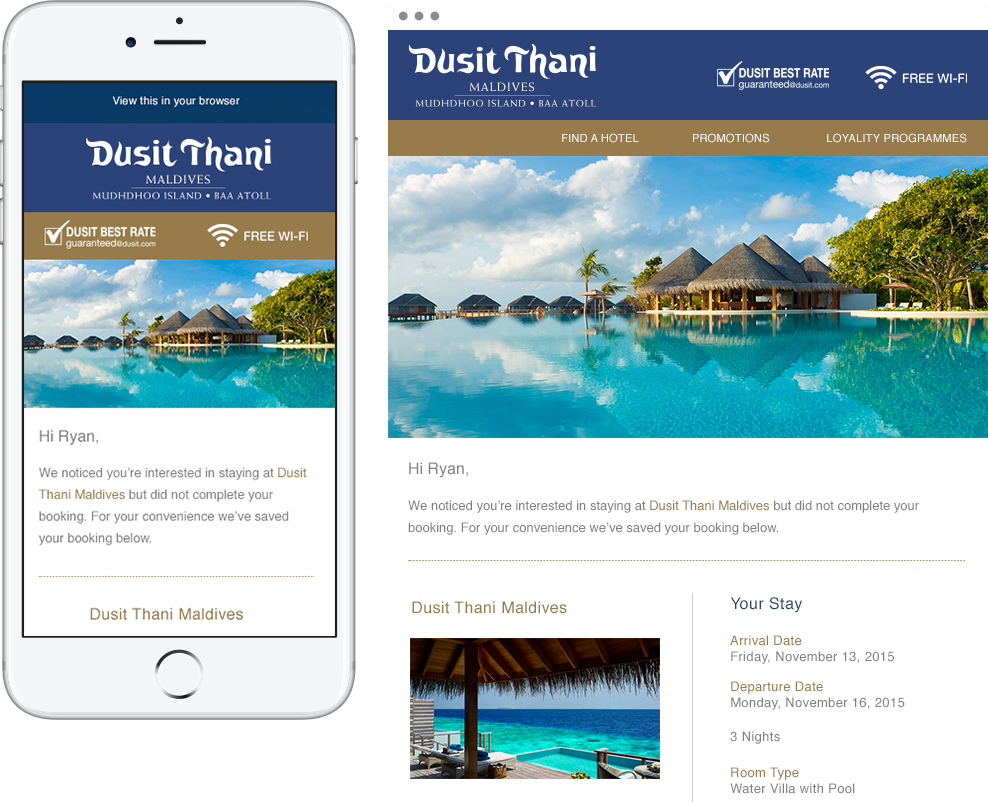 View this in your browser
Dusit Thani
MALDIVES
MUDHDHOO ISLAND • BAA ATOLL
DUSIT BEST RATE
guaranteed@dusit.com
FREE WI-FI
Hi Ryan,
We noticed you're interested in staying at Dusit
Thani Maldives but did not complete your
booking. For your convenience we've saved
your booking below.
Dusit Thani Maldives
Dusit Thani
MALDIVES
MUDHDHOO ISLAND • BAA ATOLL
DUSIT BEST RATE
guaranteed@dusit.com
FREE WI-FI
FIND A HOTEL PROMOTIONS LOYALITY PROGRAMMES
Hi Ryan,
We noticed you're interested in staying at Dusit Thani Maldives but did not complete your
booking. For your convenience we've saved your booking below.
Dusit Thani Maldives
Your Stay
Arrival Date
Friday, November 13, 2015
Departure Date
Monday, November 16, 2015
3 Nights
Room Type
Water Villa with Pool